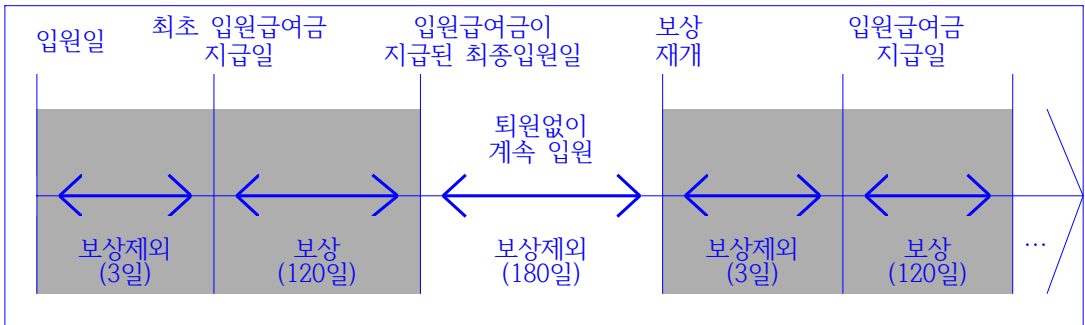 입원일
최초 입원급여금
지급일
입원급여금이
지급된 최종입원일
보상
재개
입원급여금
지급일
퇴원없이
계속 입원
보상제외
(3일)
보상
(120일)
보상제외
(180일)
보상제외
(3일)
보상
(120일)
…